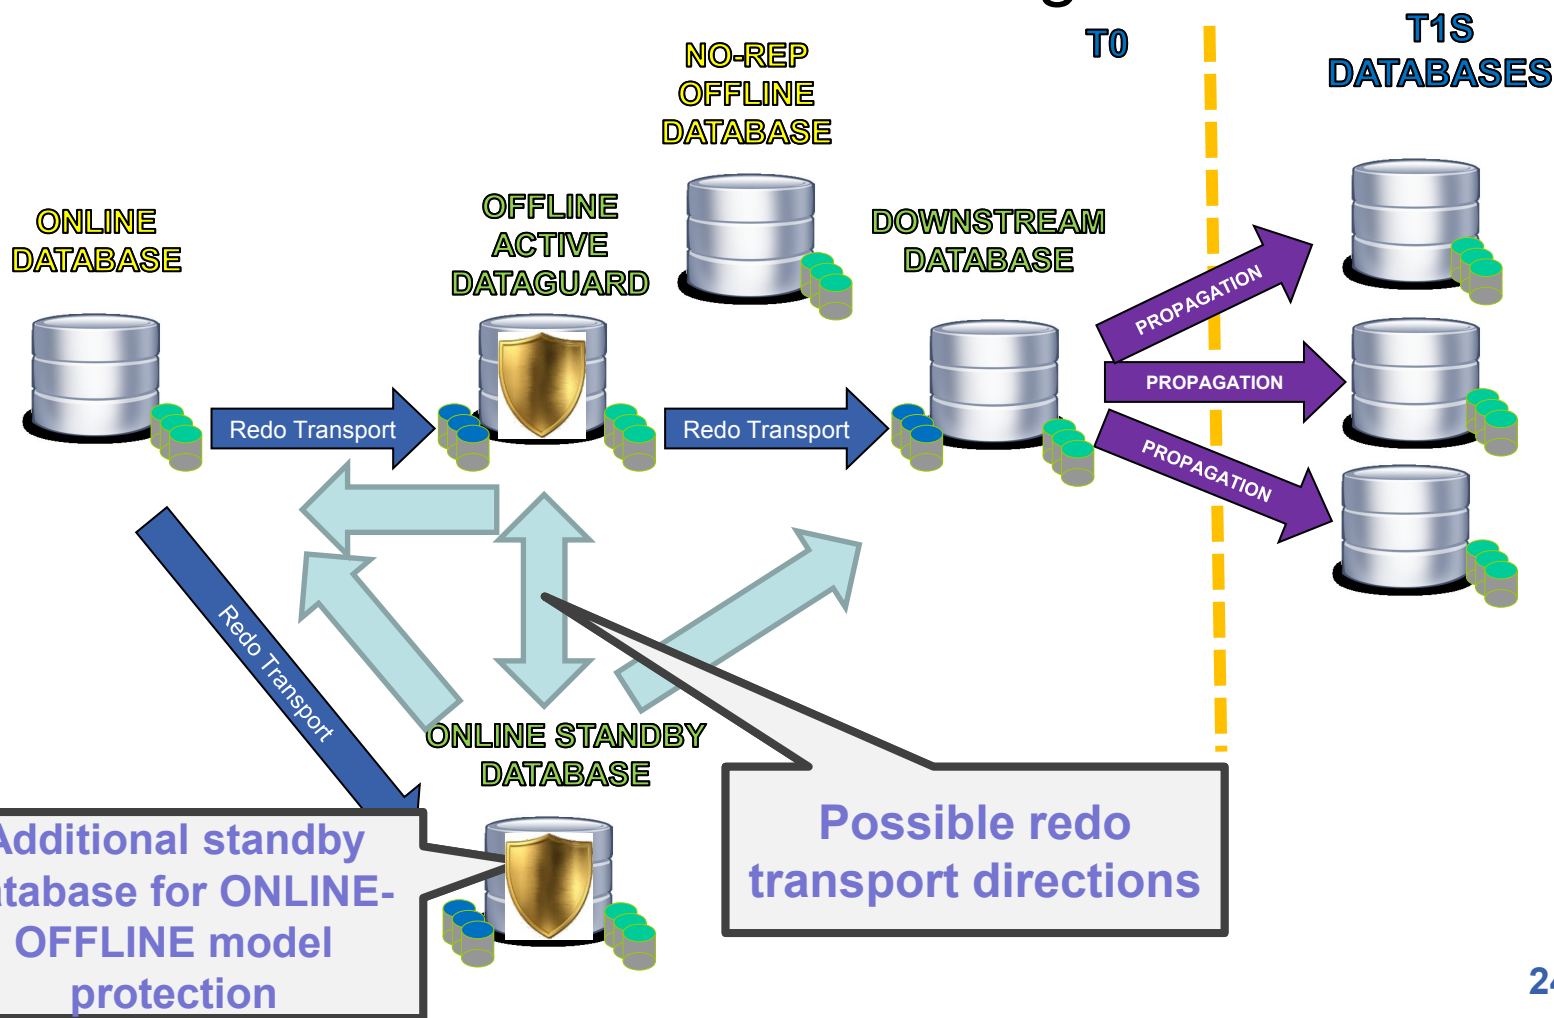 T0
T1S
DATABASES
NO-REP
OFFLINE
DATABASE
ONLINE
DATABASE
OFFLINE
ACTIVE
DATAGUARD
DOWNSTREAM
DATABASE
PROPAGATION
PROPAGATION
PROPAGATION
Redo Transport
Redo Transport
Redo Transport
ONLINE STANDBY
DATABASE
Possible redo
transport directions
Additional standby
database for ONLINE-
OFFLINE model
protection